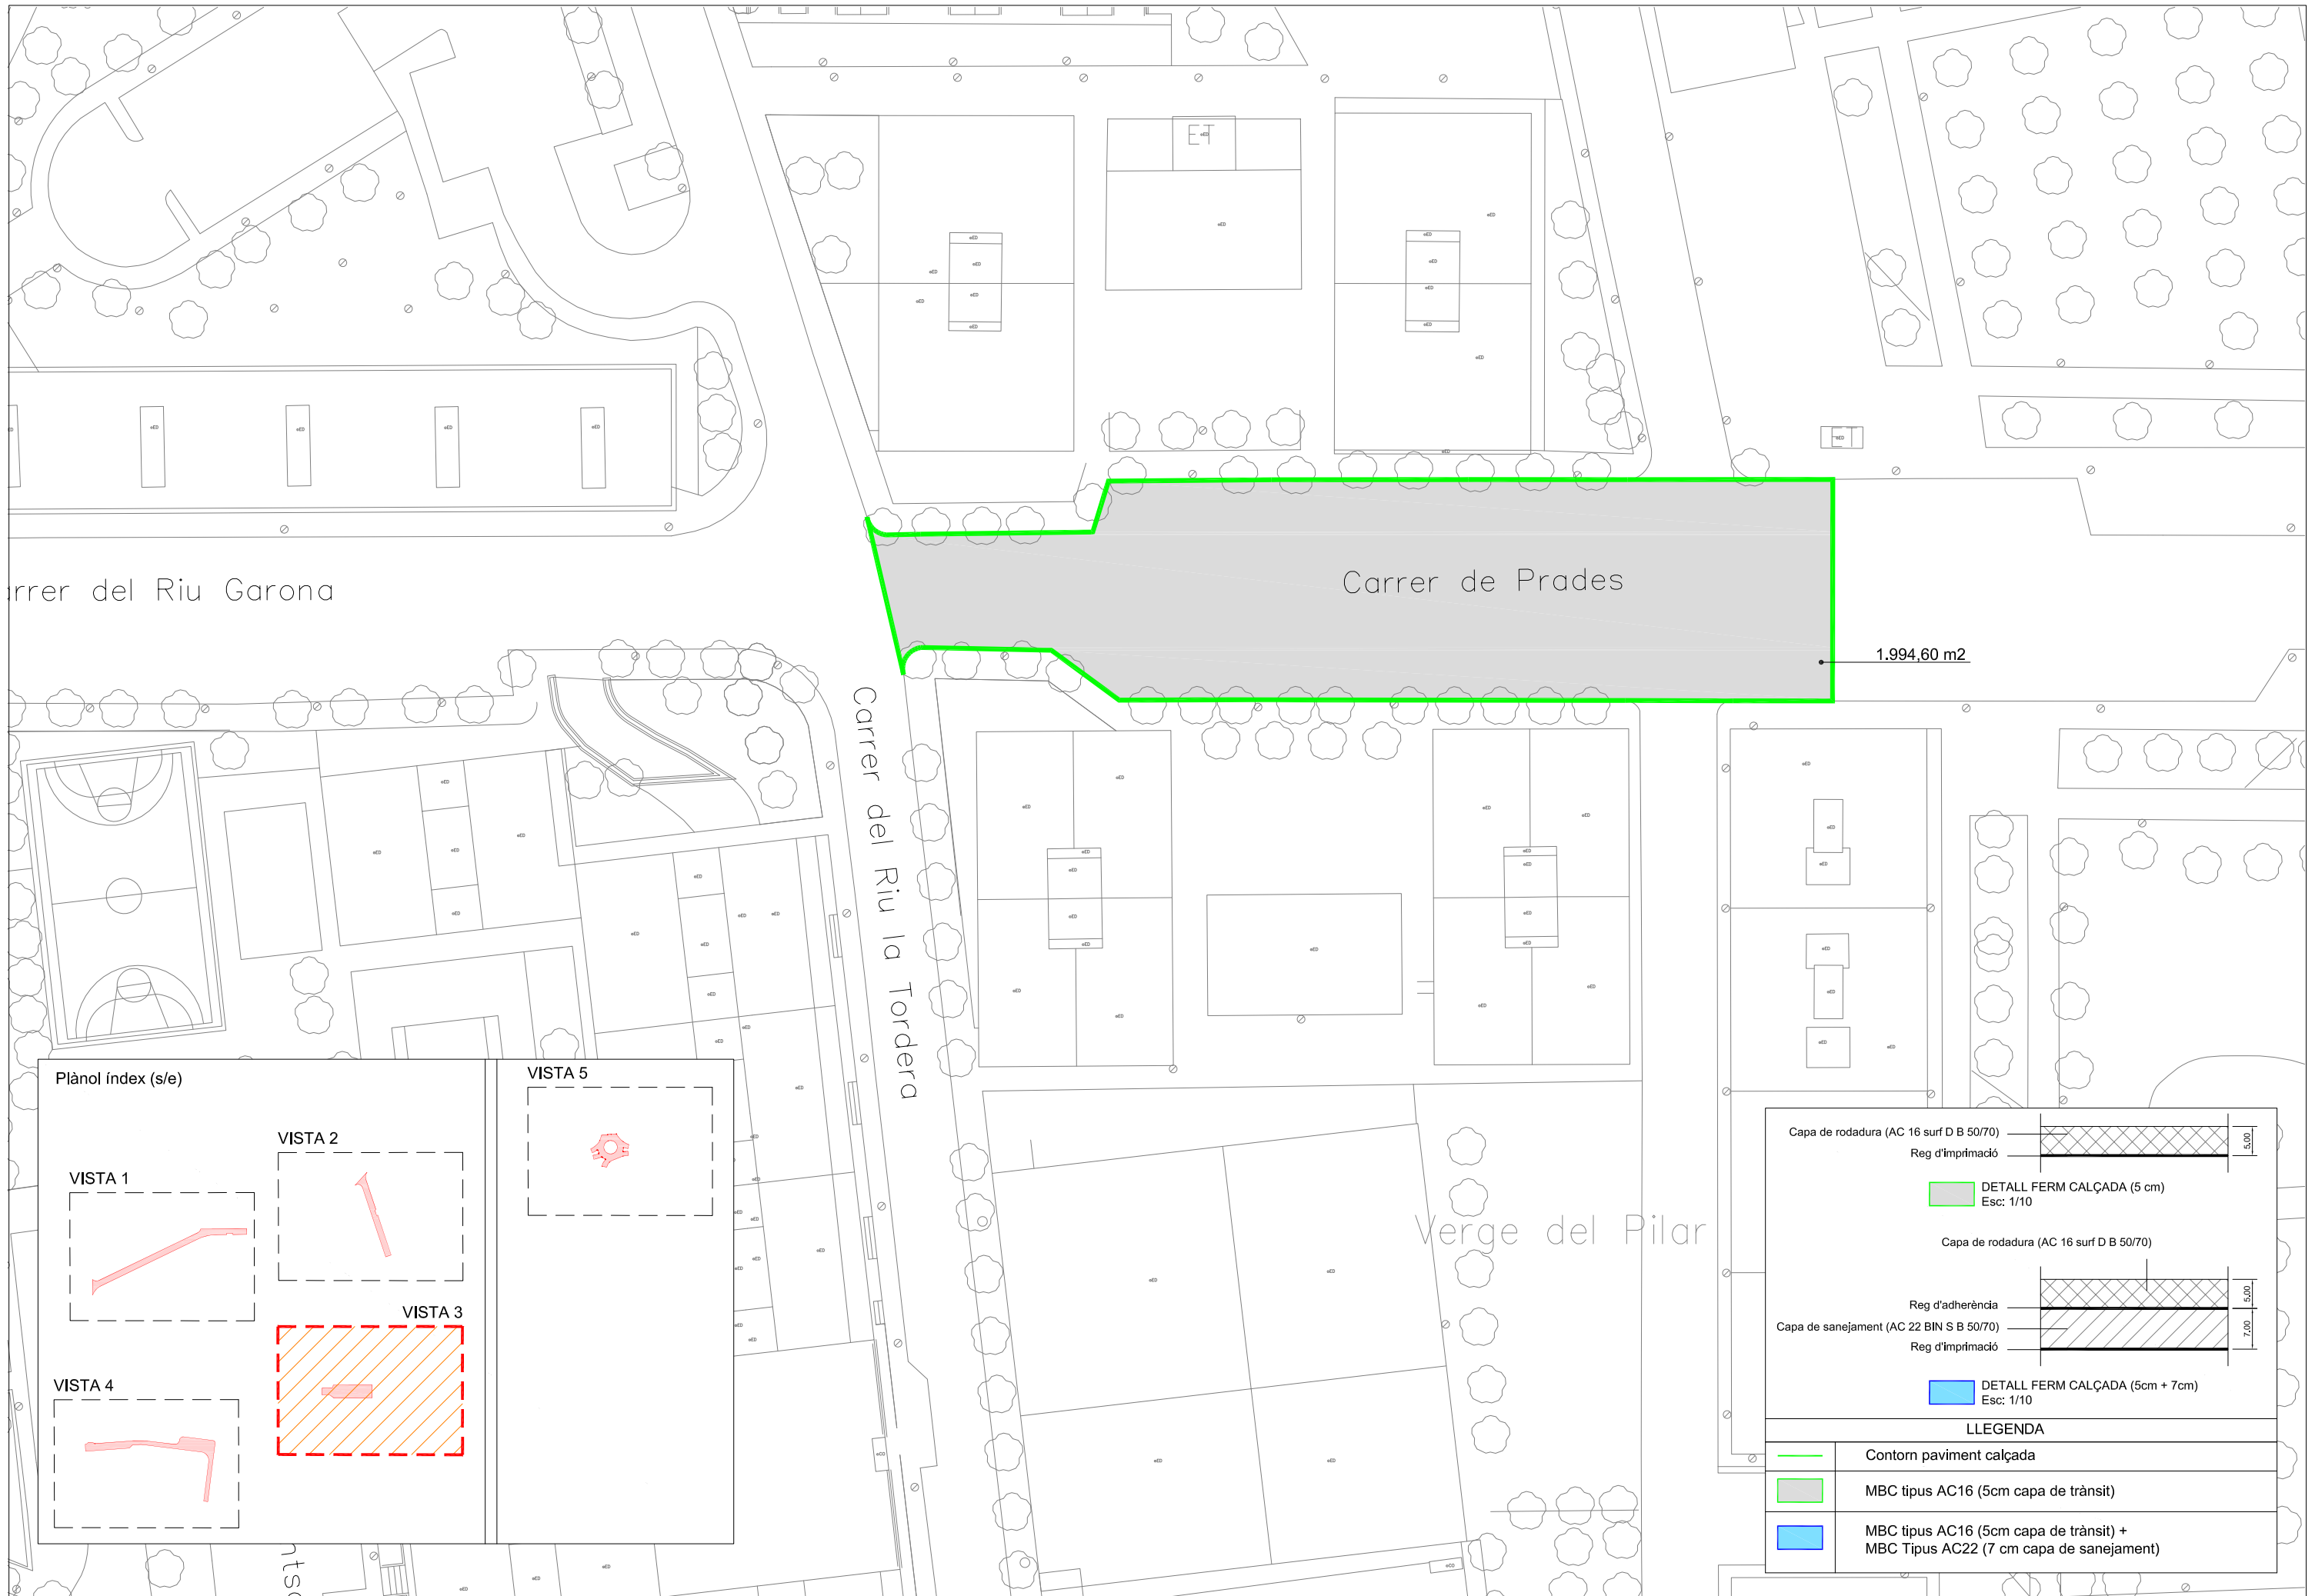 ET
ET
Carrer de Prades
rrer del Riu Garona
1.994,60 m2
Carrer del Riu la Tordera
Verge del Pilar
Plànol índex (s/e)
VISTA 1
VISTA 2
VISTA 3
VISTA 4
VISTA 5
Capa de rodadura (AC 16 surf D B 50/70)
Reg d'imprimació
5.00
DETALL FERM CALÇADA (5 cm)
Esc: 1/10
Capa de rodadura (AC 16 surf D B 50/70)
Reg d'adherència
Capa de sanejament (AC 22 BIN S B 50/70)
Reg d'imprimació
5.00
7.00
DETALL FERM CALÇADA (5cm + 7cm)
Esc: 1/10
LLEGENDA
Contorn paviment calçada
MBC tipus AC16 (5cm capa de trànsit)
MBC tipus AC16 (5cm capa de trànsit) +
MBC Tipus AC22 (7 cm capa de sanejament)